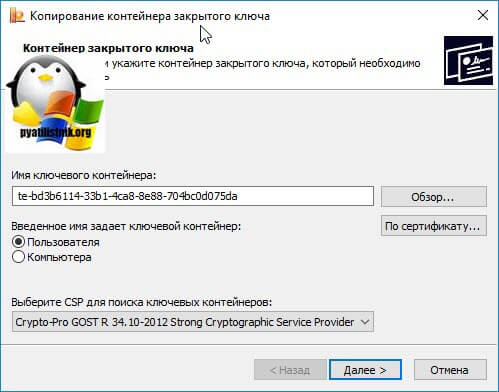 Копирование контейнера закрытого ключа
Контейнер закрытого ключа
и укажите контейнер закрытого ключа, который необходимо
ть
pyatilistnik.org
Имя ключевого контейнера:
te-bd3b6114-33b1-4ca8-8e88-704bc0d075da
Обзор...
Введенное имя задает ключевой контейнер:
По сертификату...
Пользователя
Компьютера
Выберите CSP для поиска ключевых контейнеров:
Crypto-Pro GOST R 34.10-2012 Strong Cryptographic Service Provider
< Назад
Далее >
Отмена